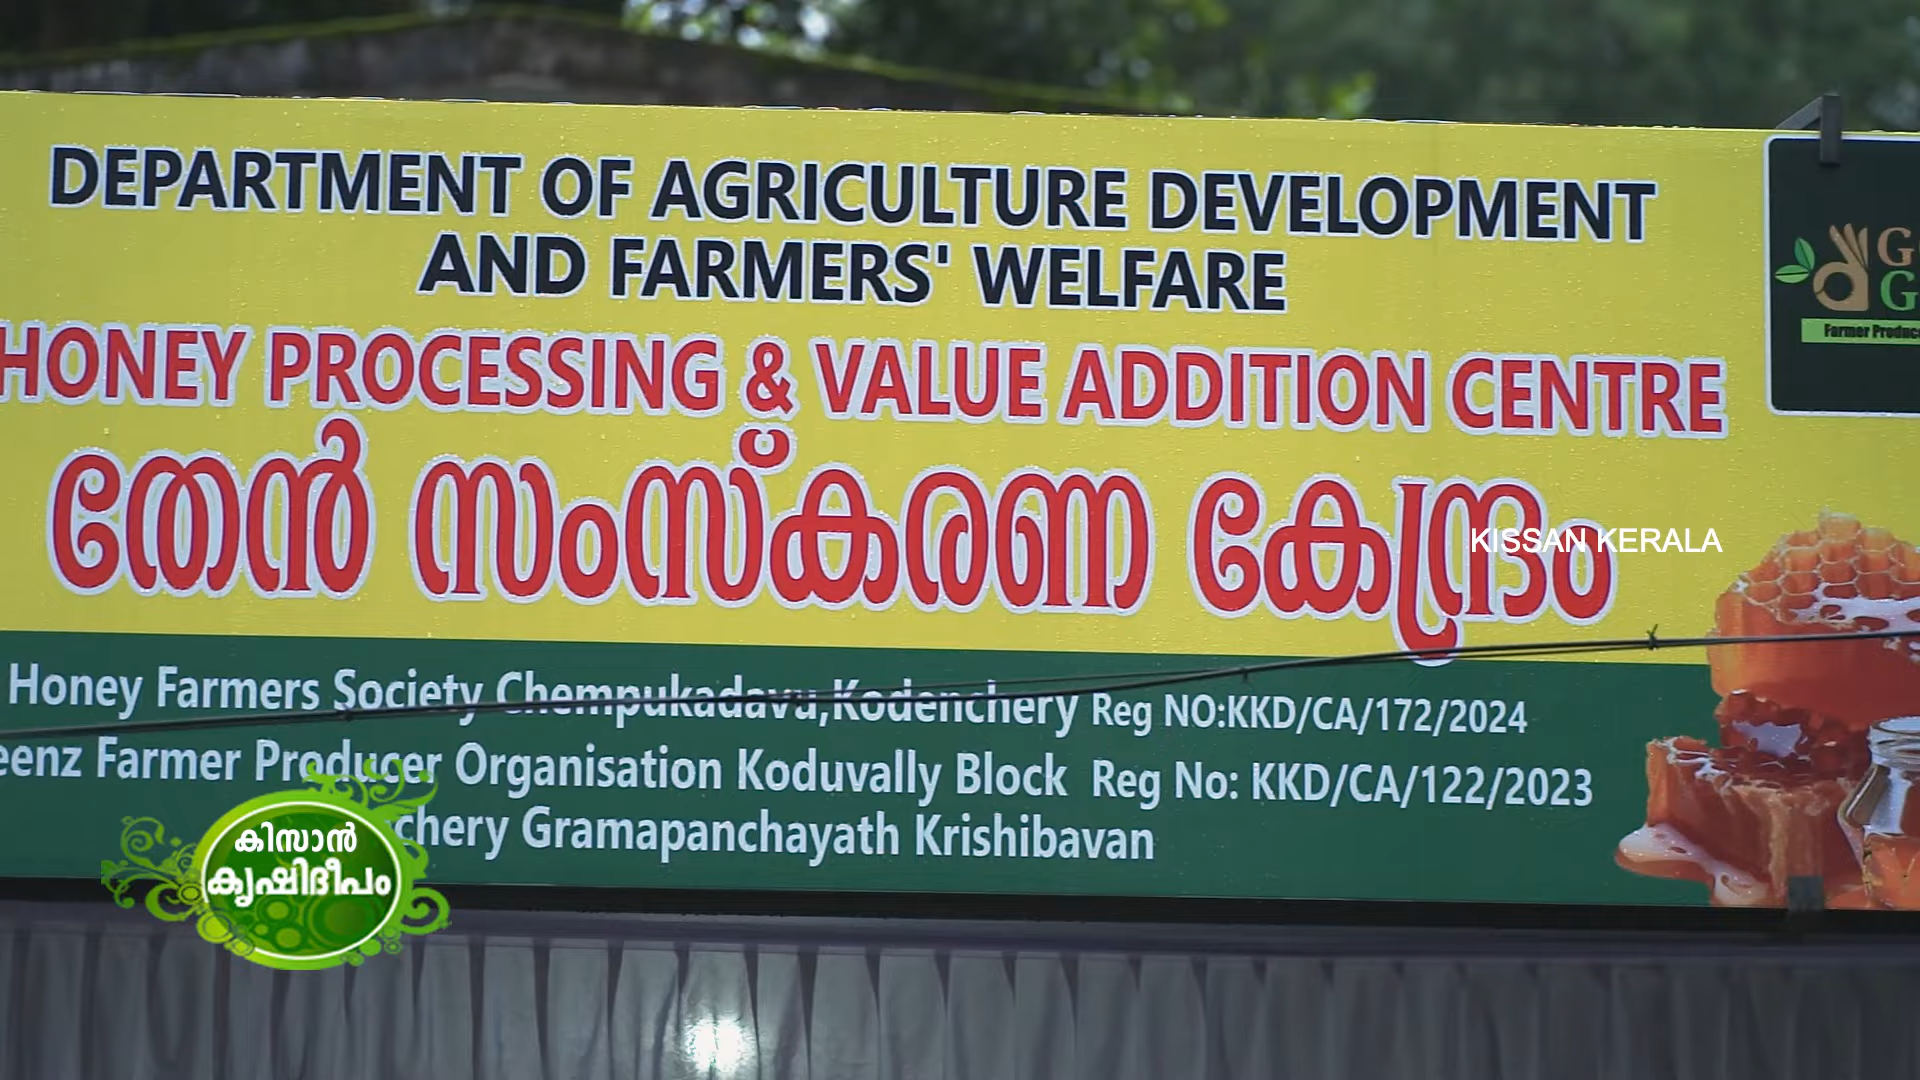 DEPARTMENT OF AGRICULTURE DEVELOPMENT
AND FARMERS' WELFARE
HONEY PROCESSING & VALUE ADDITION CENTRE
തേൻ സംസ്കരണ കേന്ദ്രം
KISSAN KERALA
Honey Farmers Society Chempukadavu,Kodenchery Reg NO:KKD/CA/172/2024
Farmer Producer Organisation Koduvally Block Reg No: KKD/CA/122/2023
Gramapanchayath Krishibavan
Farmer
കിസാൻ
കൃഷിദീപം